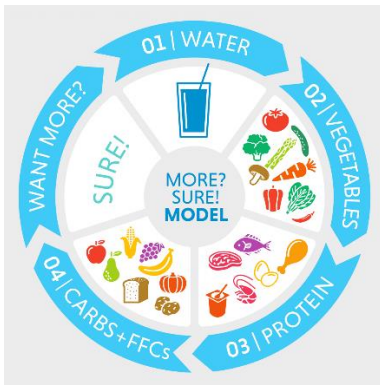 01 | WATER
02 | VEGETABLES
03 | PROTEIN
04 | CARBS+FFCs
WANT MORE?
SURE!
MORE?
SURE!
MODEL